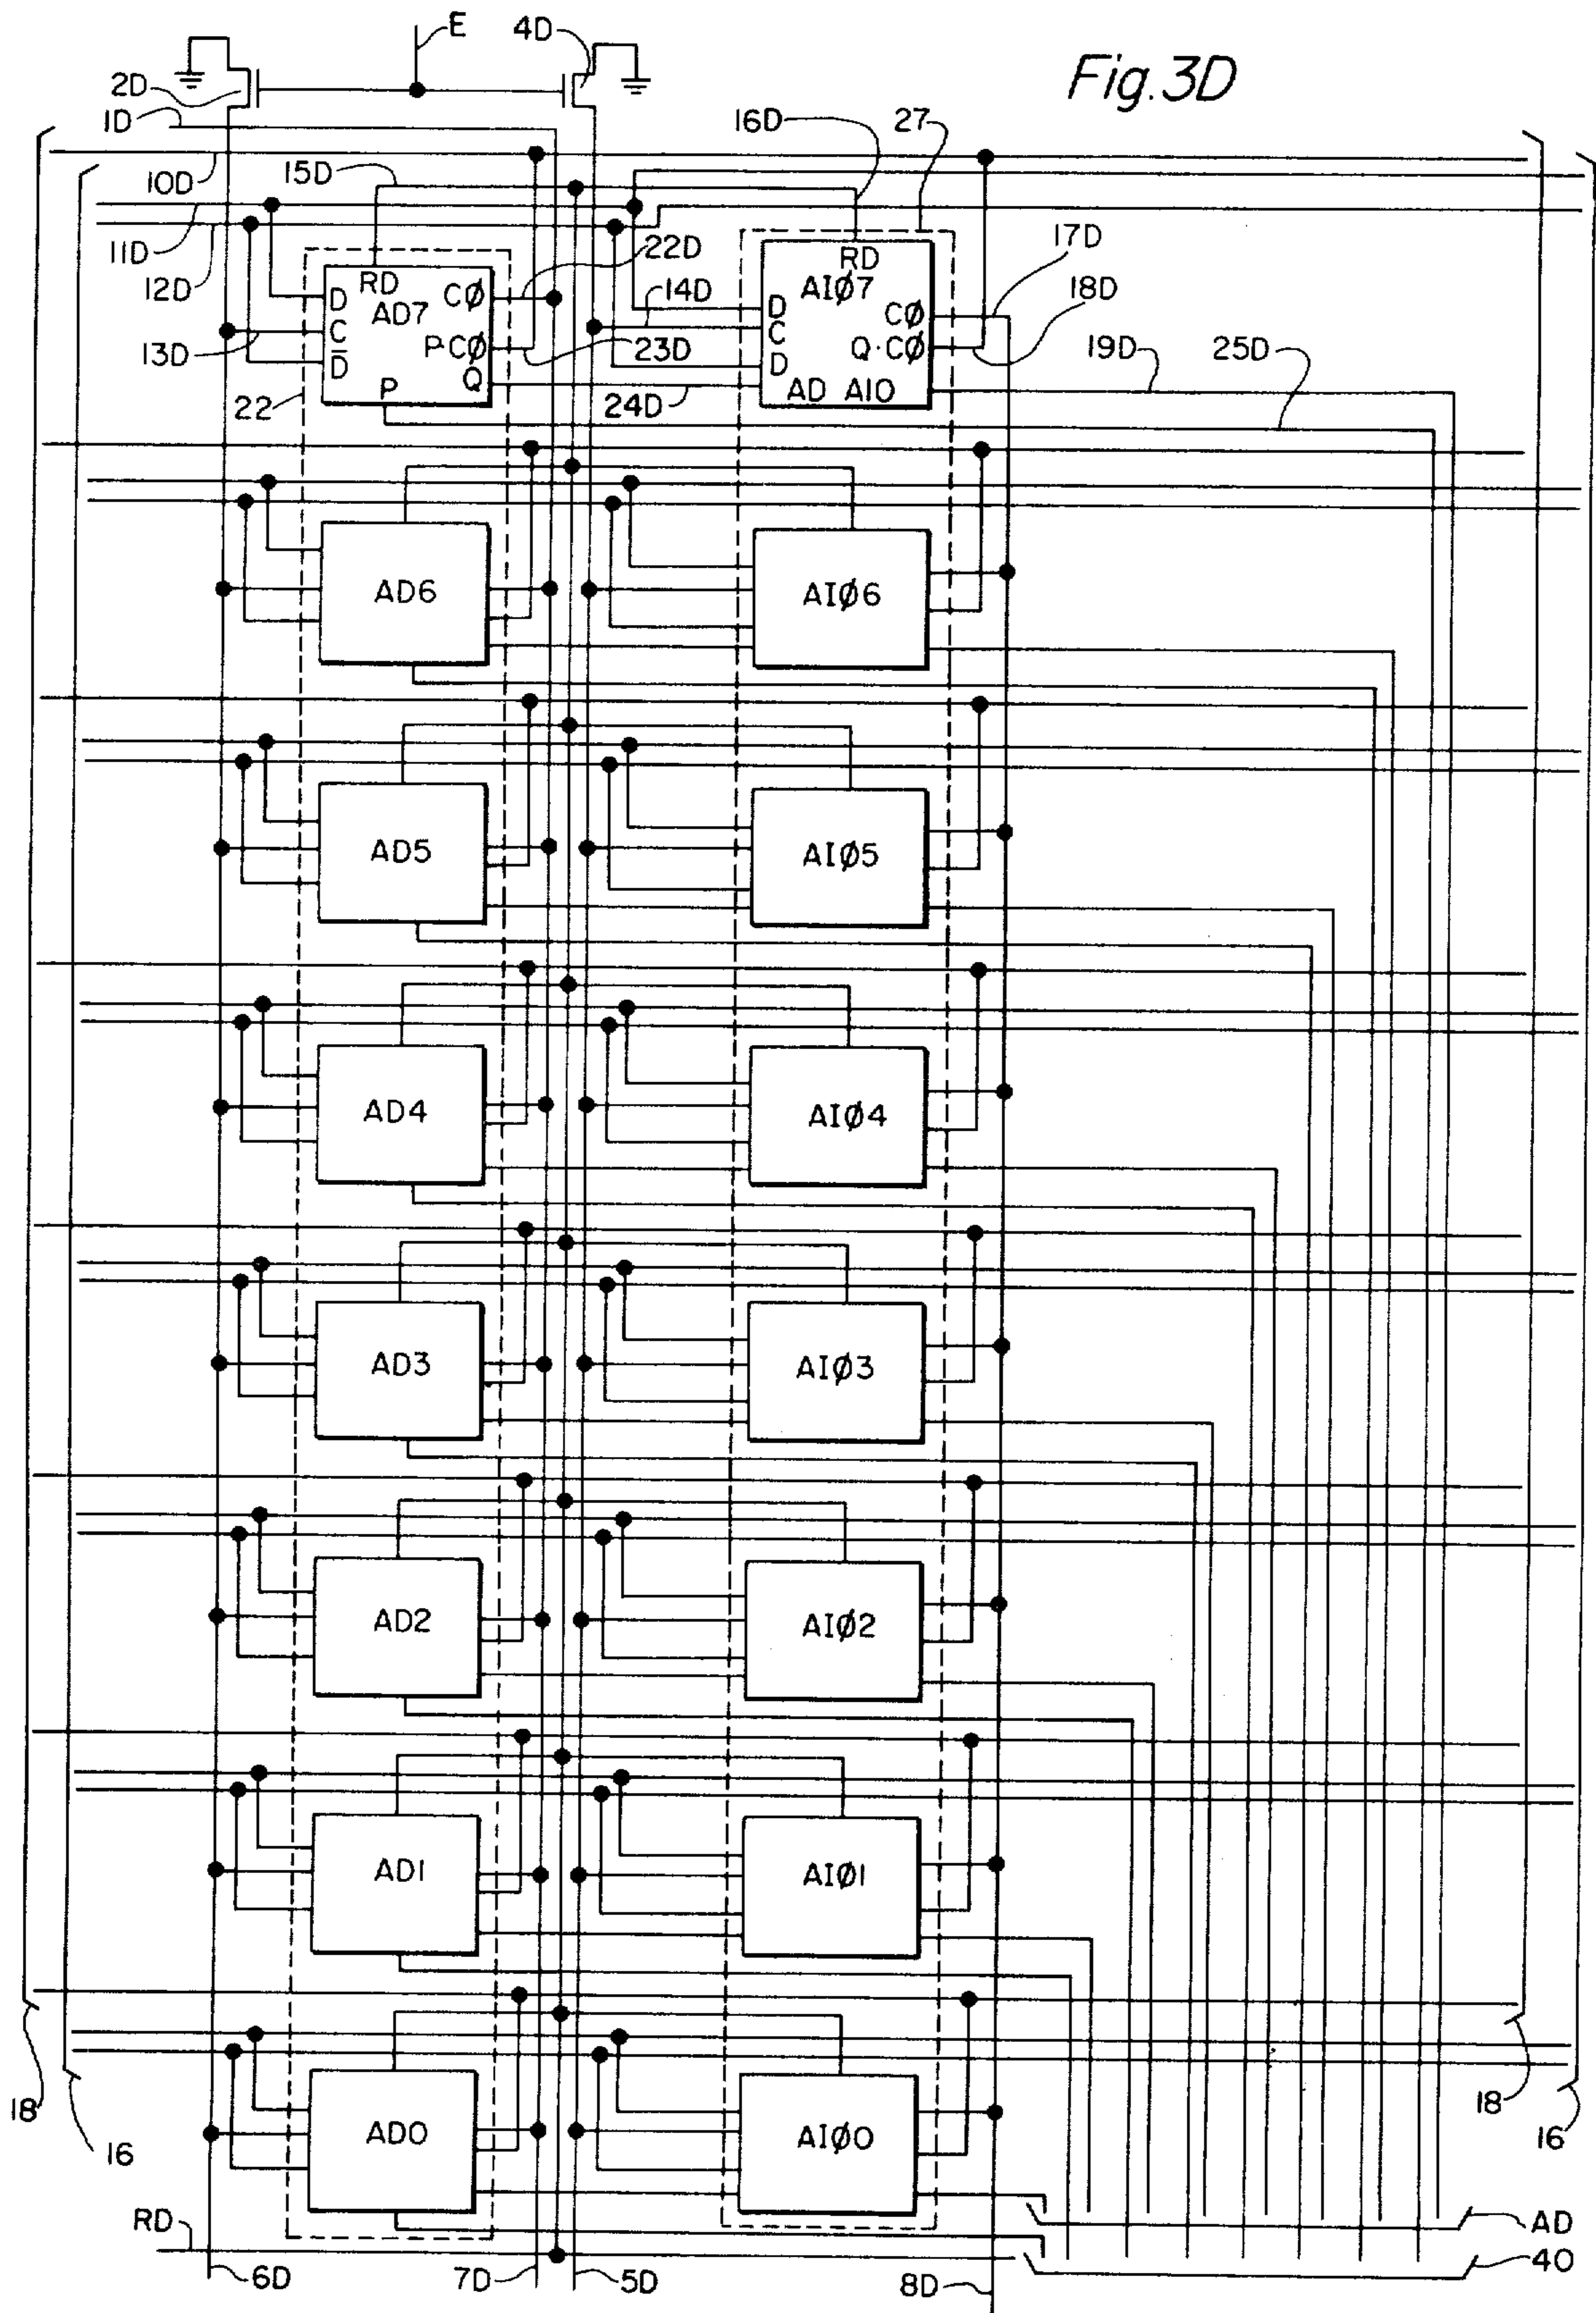 E
4D
Fig. 3D
2D
1D
16D
27
10D
15D
11D
12D
22D
17D
RD
RD
14D
18D
D
AD7
CØ
D
AIØ7
CØ
C
P·CØ
C
Q·CØ
13D
D̅
23D
D
19D
25D
P
Q
AD
AIO
22
24D
AD6
AIØ6
AD5
AIØ5
AD4
AIØ4
AD3
AIØ3
AD2
AIØ2
AD1
AIØ1
18
16
AD0
AIØ0
18
16
RD
AD
6D
7D
5D
8D
40